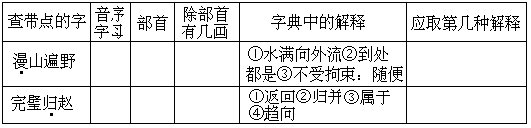 查带点的字 音序字母 部首 除部首有几画 字典中的解释 应取第几种解释
漫山遍野 ①水满向外流②到处都是③不受拘束：随便
完璧归赵 ①返回②归并③属于④趋向